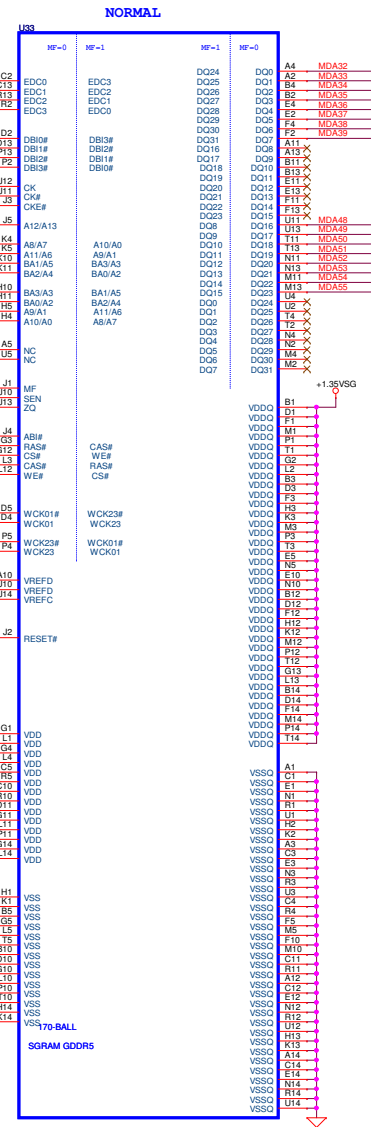 NORMAL
U33
MF=0 MF=1
MF=1 MF=0
C2 EDC0 EDC3
C13 EDC1 EDC2
R13 EDC2 EDC1
R2 EDC3 EDC0
D2 DBI0# DBI3#
D13 DBI1# DBI2#
P13 DBI2# DBI1#
P2 DBI3# DBI0#
J12 CK
J11 CK#
J3 CKE#
J5 A12/A13
K4 A8/A7 A10/A0
K5 A11/A6 A9/A1
K10 BA1/A5 BA3/A3
K11 BA2/A4 BA0/A2
H10 BA3/A3 BA1/A5
H11 BA0/A2 BA2/A4
H5 A9/A1 A11/A6
H4 A10/A0 A8/A7
A5 NC
U5 NC
J1 MF
J10 SEN
J13 ZQ
J4 ABI#
G3 RAS# CAS#
G12 CS# WE#
L3 CAS# RAS#
L12 WE# CS#
D5 WCK01# WCK23#
D4 WCK01 WCK23
P5 WCK23# WCK01#
P4 WCK23 WCK01
A10 VREFD
U10 VREFD
J14 VREFC
J2 RESET#
G1 VDD
L1 VDD
G4 VDD
L4 VDD
C5 VDD
R5 VDD
C10 VDD
R10 VDD
D11 VDD
G11 VDD
L11 VDD
P11 VDD
G14 VDD
L14 VDD
H1 VSS
K1 VSS
B5 VSS
G5 VSS
L5 VSS
T5 VSS
B10 VSS
D10 VSS
G10 VSS
L10 VSS
P10 VSS
T10 VSS
H14 VSS
K14 VSS
170-BALL
SGRAM GDDR5
DQ24 DQ0 A4 MDA32
DQ25 DQ1 A2 MDA33
DQ26 DQ2 B4 MDA34
DQ27 DQ3 B2 MDA35
DQ28 DQ4 E4 MDA36
DQ29 DQ5 E2 MDA37
DQ30 DQ6 F4 MDA38
DQ31 DQ7 F2 MDA39
DQ16 DQ8 A11
DQ17 DQ9 A13
DQ18 DQ10 B11
DQ19 DQ11 B13
DQ20 DQ12 E11
DQ21 DQ13 E13
DQ22 DQ14 F11
DQ23 DQ15 F13
DQ8 DQ16 U11 MDA48
DQ9 DQ17 U13 MDA49
DQ10 DQ18 T11 MDA50
DQ11 DQ19 T13 MDA51
DQ12 DQ20 N11 MDA52
DQ13 DQ21 N13 MDA53
DQ14 DQ22 M11 MDA54
DQ15 DQ23 M13 MDA55
DQ0 DQ24 U4
DQ1 DQ25 U2
DQ2 DQ26 T4
DQ3 DQ27 T2
DQ4 DQ28 N4
DQ5 DQ29 N2
DQ6 DQ30 M4
DQ7 DQ31 M2
+1.35VSG
VDDQ B1
VDDQ D1
VDDQ F1
VDDQ M1
VDDQ P1
VDDQ T1
VDDQ G2
VDDQ L2
VDDQ B3
VDDQ D3
VDDQ F3
VDDQ H3
VDDQ K3
VDDQ M3
VDDQ P3
VDDQ T3
VDDQ E5
VDDQ N5
VDDQ E10
VDDQ N10
VDDQ B12
VDDQ D12
VDDQ F12
VDDQ H12
VDDQ K12
VDDQ M12
VDDQ P12
VDDQ T12
VDDQ G13
VDDQ L13
VDDQ B14
VDDQ D14
VDDQ F14
VDDQ M14
VDDQ P14
VDDQ T14
VSSQ A1
VSSQ C1
VSSQ E1
VSSQ N1
VSSQ R1
VSSQ U1
VSSQ H2
VSSQ K2
VSSQ A3
VSSQ C3
VSSQ E3
VSSQ N3
VSSQ R3
VSSQ U3
VSSQ C4
VSSQ R4
VSSQ F5
VSSQ M5
VSSQ F10
VSSQ M10
VSSQ C11
VSSQ R11
VSSQ A12
VSSQ C12
VSSQ E12
VSSQ N12
VSSQ R12
VSSQ U12
VSSQ H13
VSSQ K13
VSSQ A14
VSSQ C14
VSSQ E14
VSSQ N14
VSSQ R14
VSSQ U14